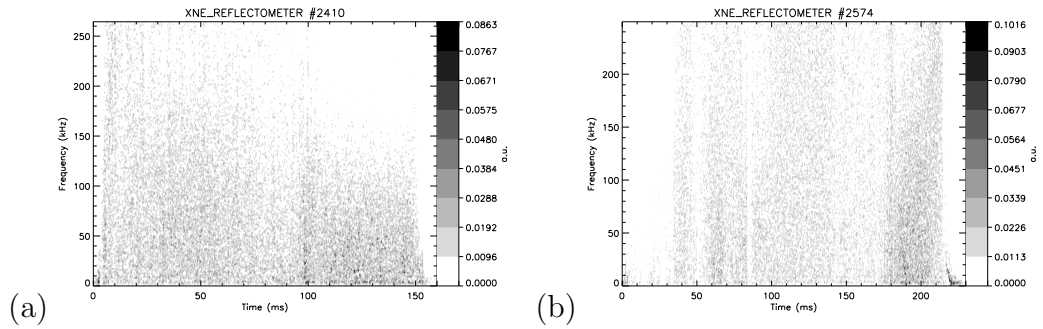 XNE_REFLECTOMETER #2410
Frequency (kHz)
250
200
150
100
50
0
0 50 100 150
Time (ms)
0.0863
0.0767
0.0671
0.0575
0.0480
0.0384
0.0288
0.0192
0.0096
0.0000
a.u.
(a)
XNE_REFLECTOMETER #2574
Frequency (kHz)
200
150
100
50
0
0 50 100 150 200
Time (ms)
0.1016
0.0903
0.0790
0.0677
0.0564
0.0451
0.0339
0.0226
0.0113
0.0000
a.u.
(b)